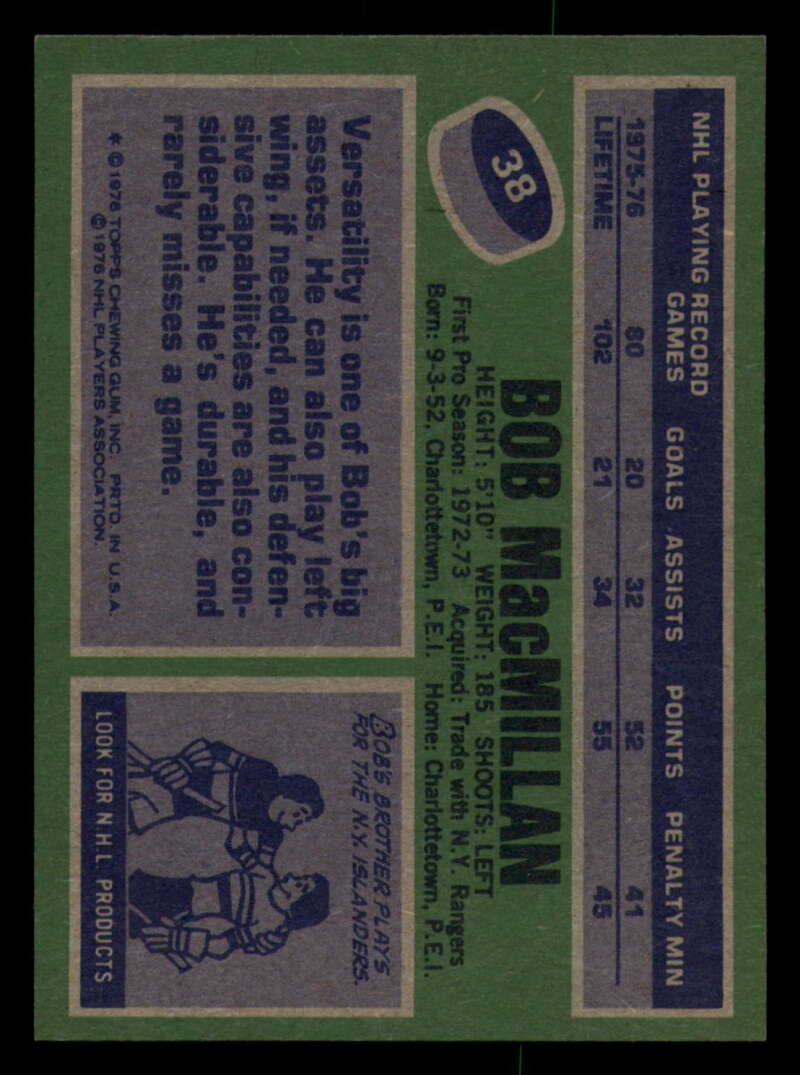 NHL PLAYING RECORD
GAMES GOALS ASSISTS POINTS PENALTY MIN
1975-76 80 20 32 52 41
LIFETIME 102 21 34 55 45
38
BOB MacMILLAN
HEIGHT: 5'10" WEIGHT: 185 SHOOTS: LEFT
First Pro Season: 1972-73 Acquired: Trade with N.Y. Rangers
Born: 9-3-52, Charlottetown, P.E.I. Home: Charlottetown, P.E.I.
Versatility is one of Bob's big
assets. He can also play left
wing, if needed, and his defen-
sive capabilities are also con-
siderable. He's durable, and
rarely misses a game.
* © 1976 TOPPS CHEWING GUM, INC. PRTD. IN U.S.A.
© 1976 NHL PLAYERS ASSOCIATION.
BOB'S BROTHER PLAYS
FOR THE N.Y. ISLANDERS.
LOOK FOR N.H.L. PRODUCTS